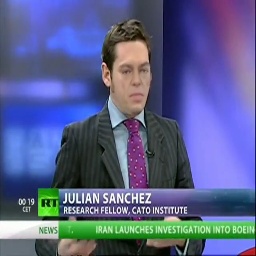 JULIAN SANCHEZ
00:19
CET
RT
RESEARCH FELLOW, CATO INSTITUTE
NEWS
IRAN LAUNCHES INVESTIGATION INTO BOEIN